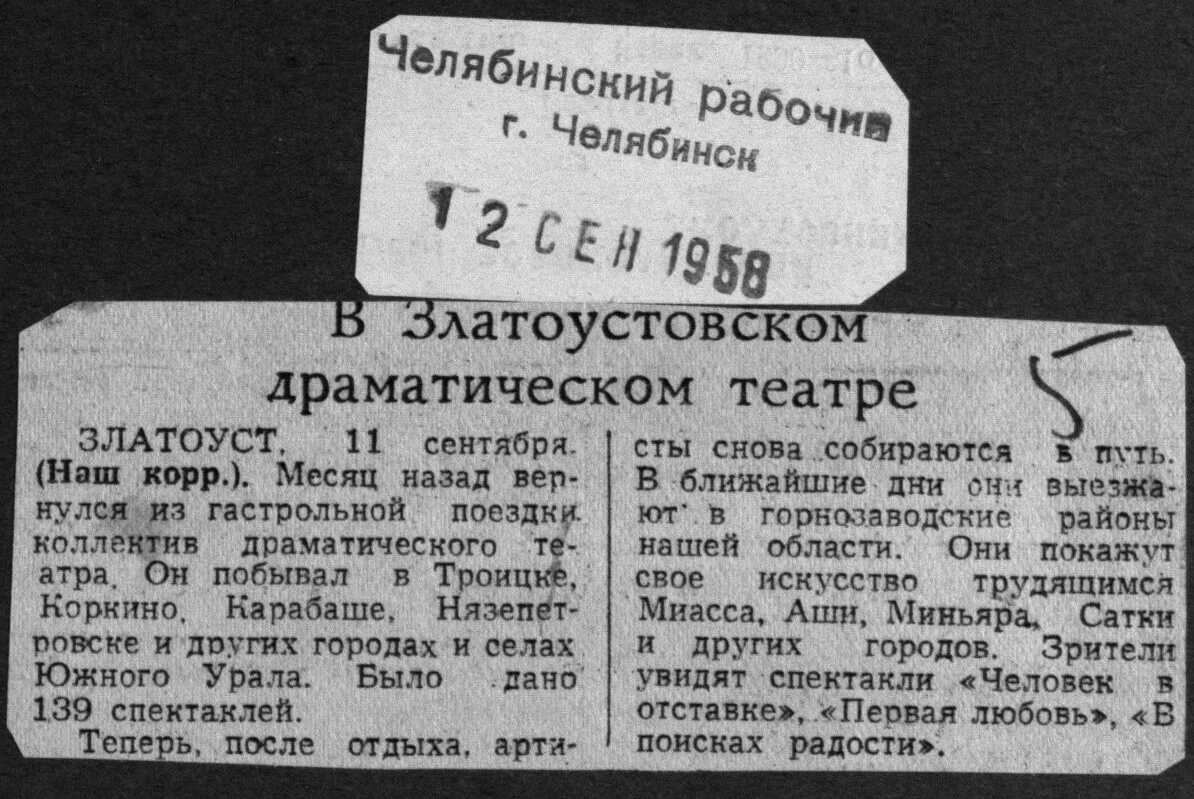 Челябинский рабочий
г. Челябинск
12 СЕН 1958
В Златоустовском
драматическом театре
5
ЗЛАТОУСТ, 11 сентября.
(Наш корр.). Месяц назад вер-
нулся из гастрольной поездки
коллектив драматического те-
атра. Он побывал в Троицке,
Коркино, Карабаше, Нязепет-
ровске и других городах и селах
Южного Урала. Было дано
139 спектаклей.
Теперь, после отдыха, арти-
сты снова собираются в путь.
В ближайшие дни они выезжа-
ют в горнозаводские районы
нашей области. Они покажут
свое искусство трудящимся
Миасса, Аши, Миньяра, Сатки
и других городов. Зрители
увидят спектакли «Человек в
отставке», «Первая любовь», «В
поисках радости».